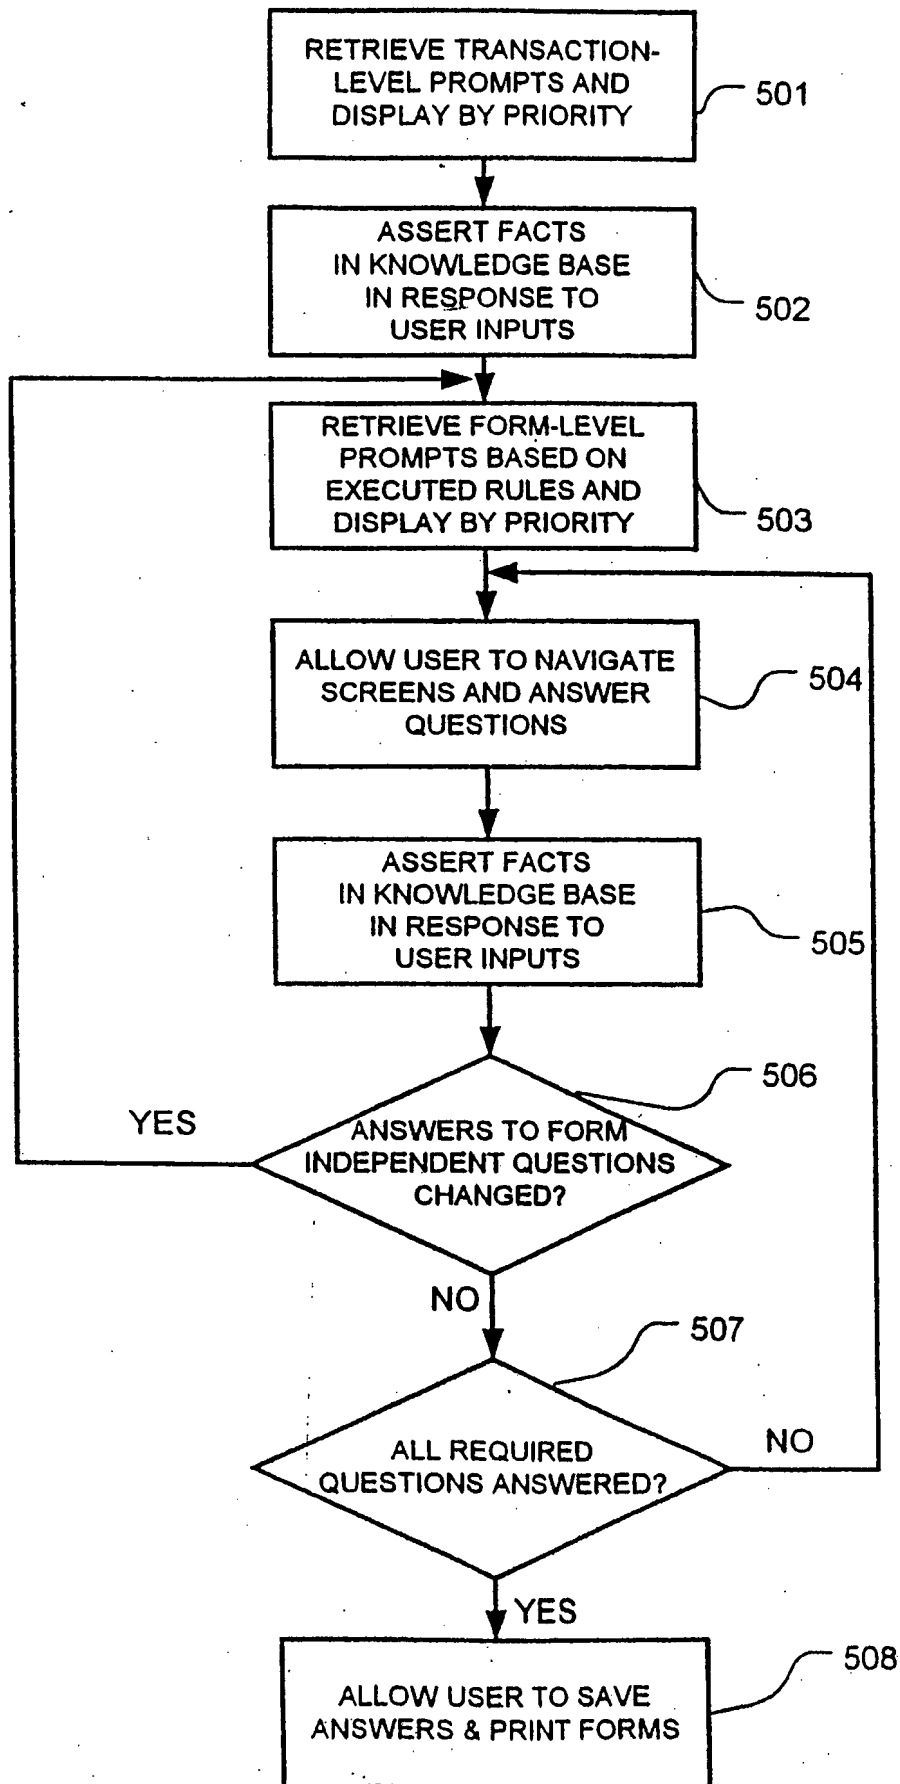 RETRIEVE TRANSACTION-
LEVEL PROMPTS AND
DISPLAY BY PRIORITY
501
ASSERT FACTS
IN KNOWLEDGE BASE
IN RESPONSE TO
USER INPUTS
502
RETRIEVE FORM-LEVEL
PROMPTS BASED ON
EXECUTED RULES AND
DISPLAY BY PRIORITY
503
ALLOW USER TO NAVIGATE
SCREENS AND ANSWER
QUESTIONS
504
ASSERT FACTS
IN KNOWLEDGE BASE
IN RESPONSE TO
USER INPUTS
505
506
YES
ANSWERS TO FORM
INDEPENDENT QUESTIONS
CHANGED?
NO
507
ALL REQUIRED
QUESTIONS ANSWERED?
NO
YES
508
ALLOW USER TO SAVE
ANSWERS & PRINT FORMS